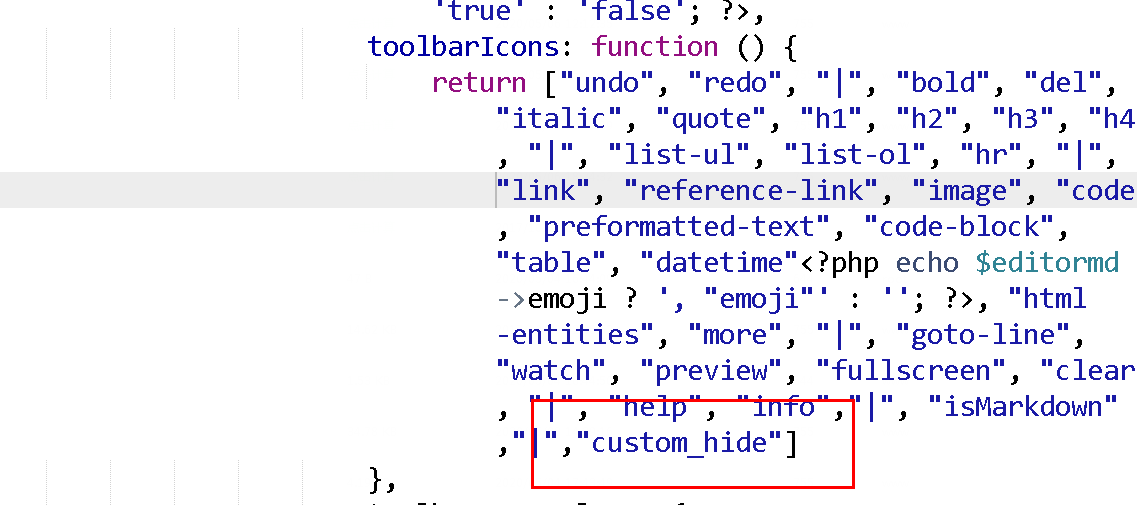 'true' : 'false'; ?>,
toolbarIcons: function () {
return ["undo", "redo", "|", "bold", "del",
"italic", "quote", "h1", "h2", "h3", "h4
, "|", "list-ul", "list-ol", "hr", "|",
"link", "reference-link", "image", "code
, "preformatted-text", "code-block",
"table", "datetime"<?php echo $editormd
->emoji ? ', "emoji"' : ''; ?>, "html
-entities", "more", "|", "goto-line",
"watch", "preview", "fullscreen", "clear
, "|", "help", "info","|", "isMarkdown"
,"|","custom_hide"]
},